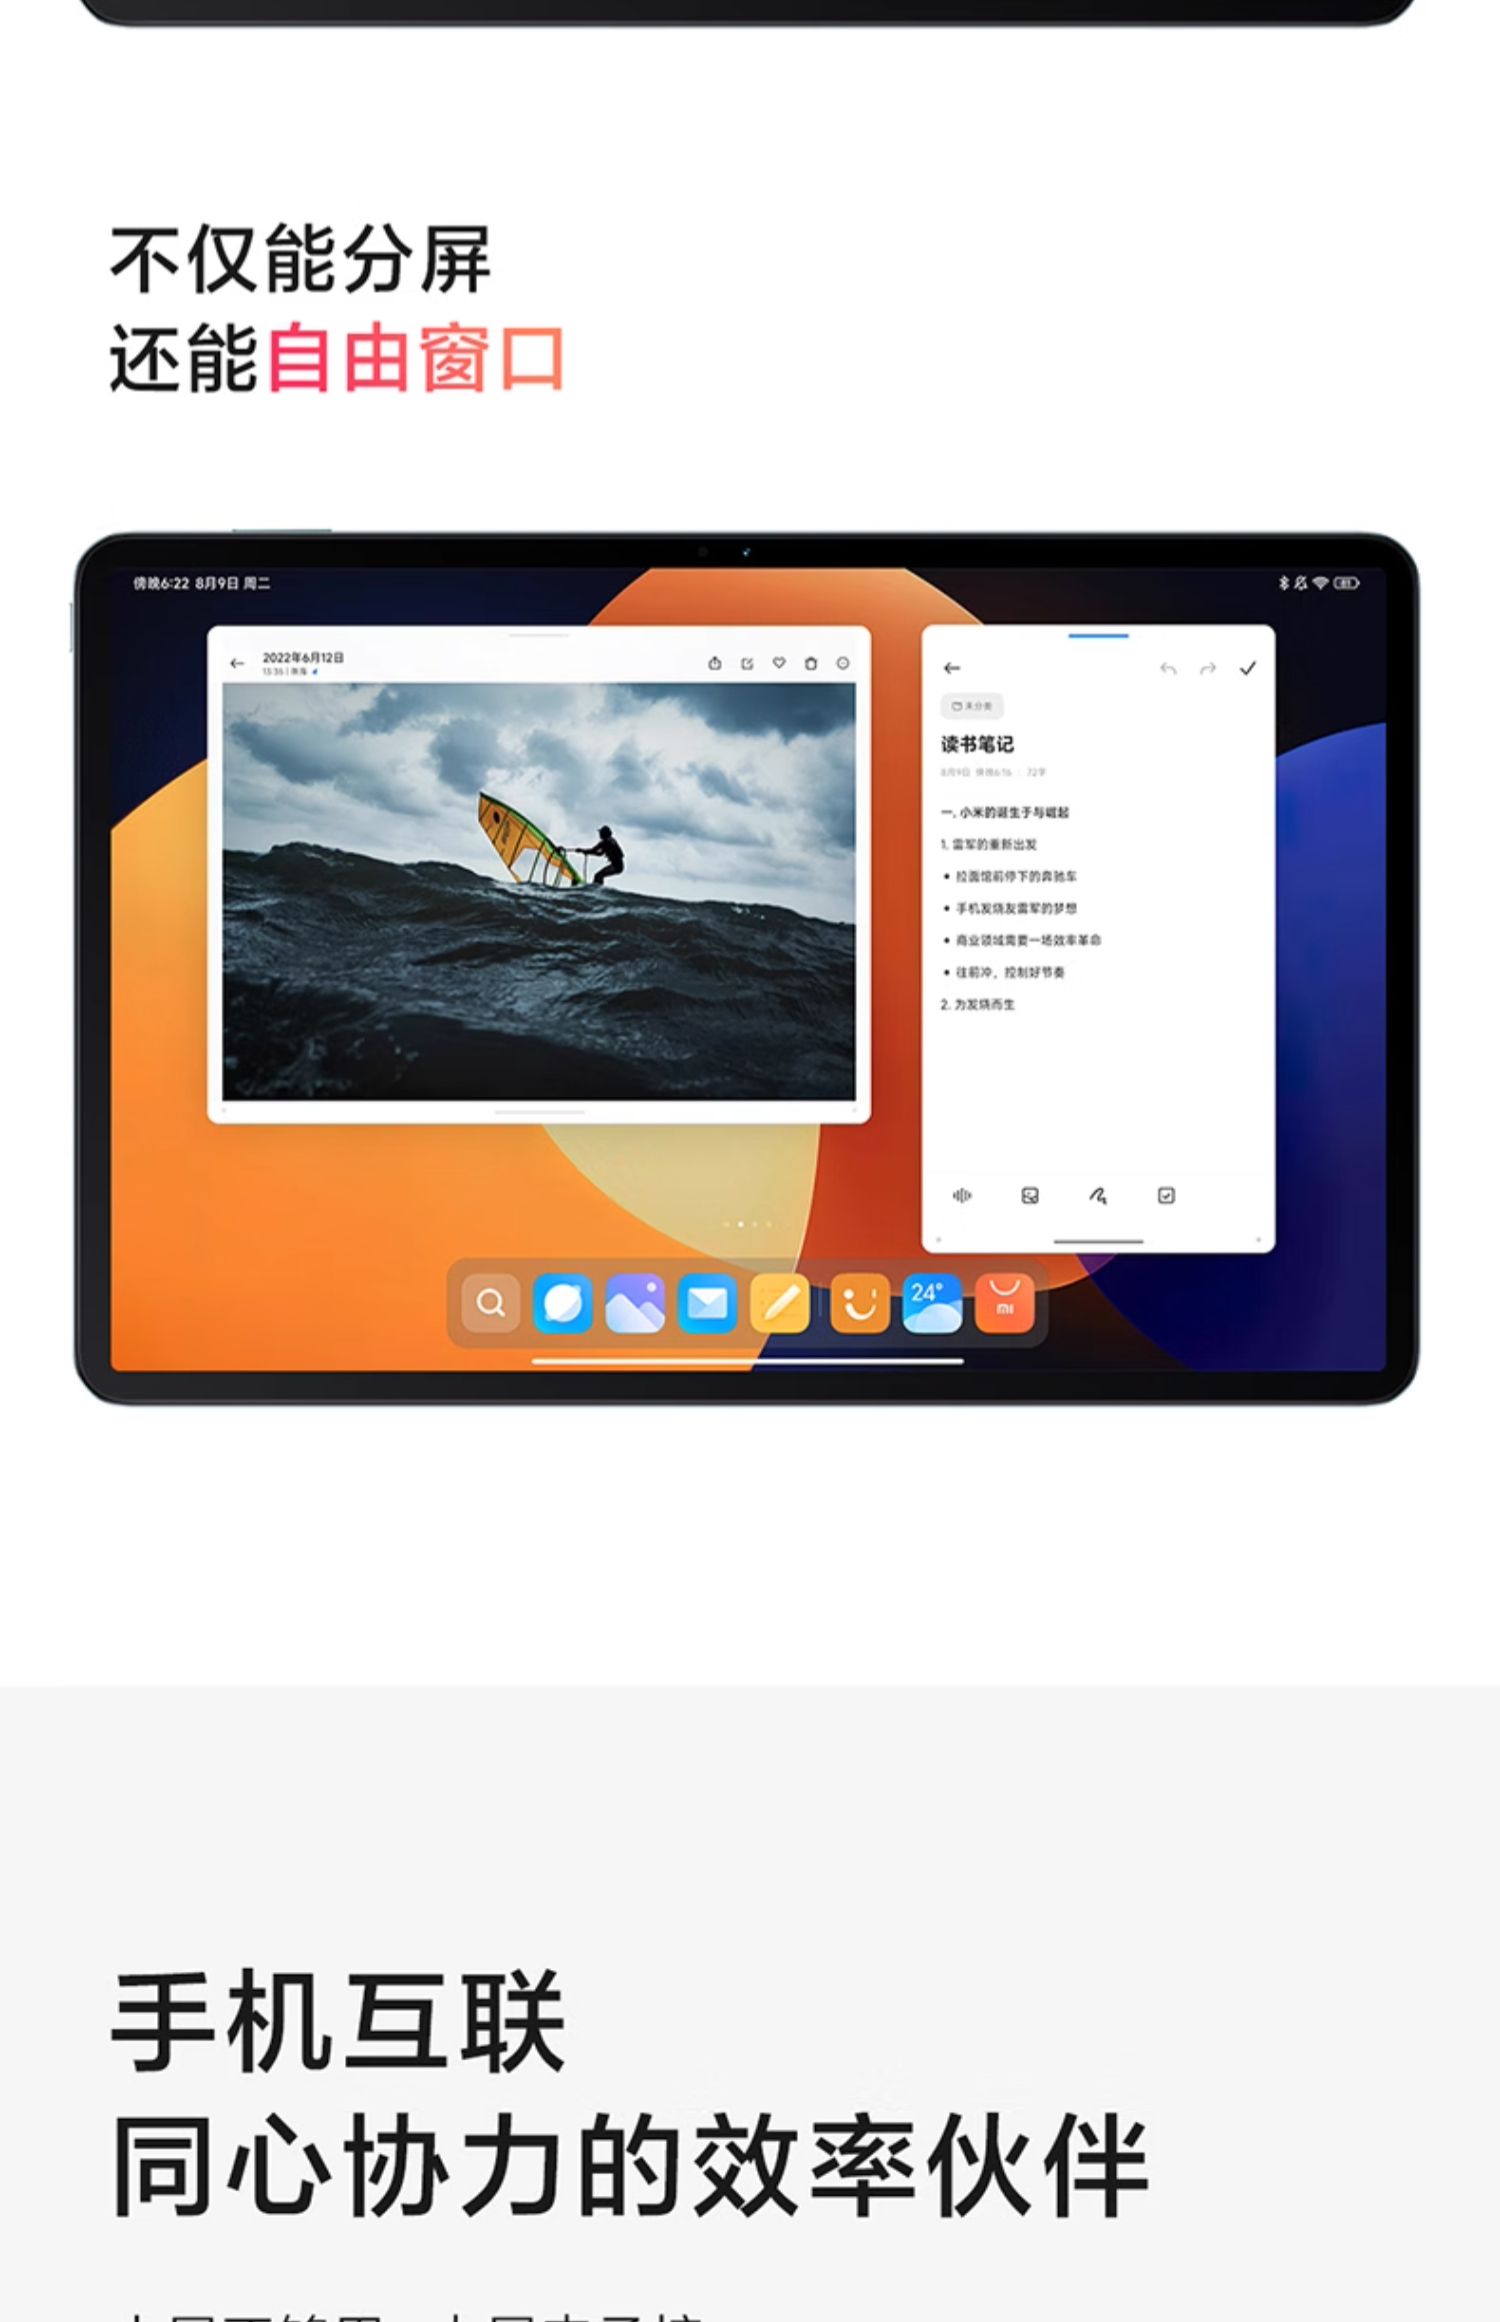 不仅能分屏
还能自由窗口
傍晚6:22 8月9日 周二
2022年6月12日
未分类
读书笔记
8月9日 傍晚6:16 | 72字
一, 小米的诞生于与崛起
1. 雷军的重新出发
• 拉面馆前停下的奔驰车
• 手机发烧友雷军的梦想
• 商业领域需要一场效率革命
• 往前冲，控制好节奏
2. 为发烧而生
24°
mi
手机互联
同心协力的效率伙伴